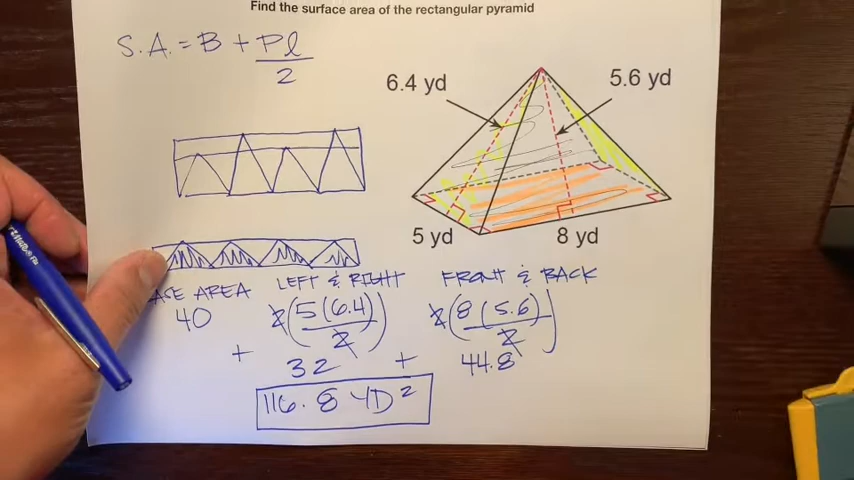 Find the surface area of the rectangular pyramid
S.A. = B + Pl
2
6.4 yd
5.6 yd
5 yd
8 yd
ASE AREA
LEFT & RIGHT
FRONT & BACK
40
2(5(6.4))
2
2(8(5.6))
2
+
32
+
44.8
116.8 YD²